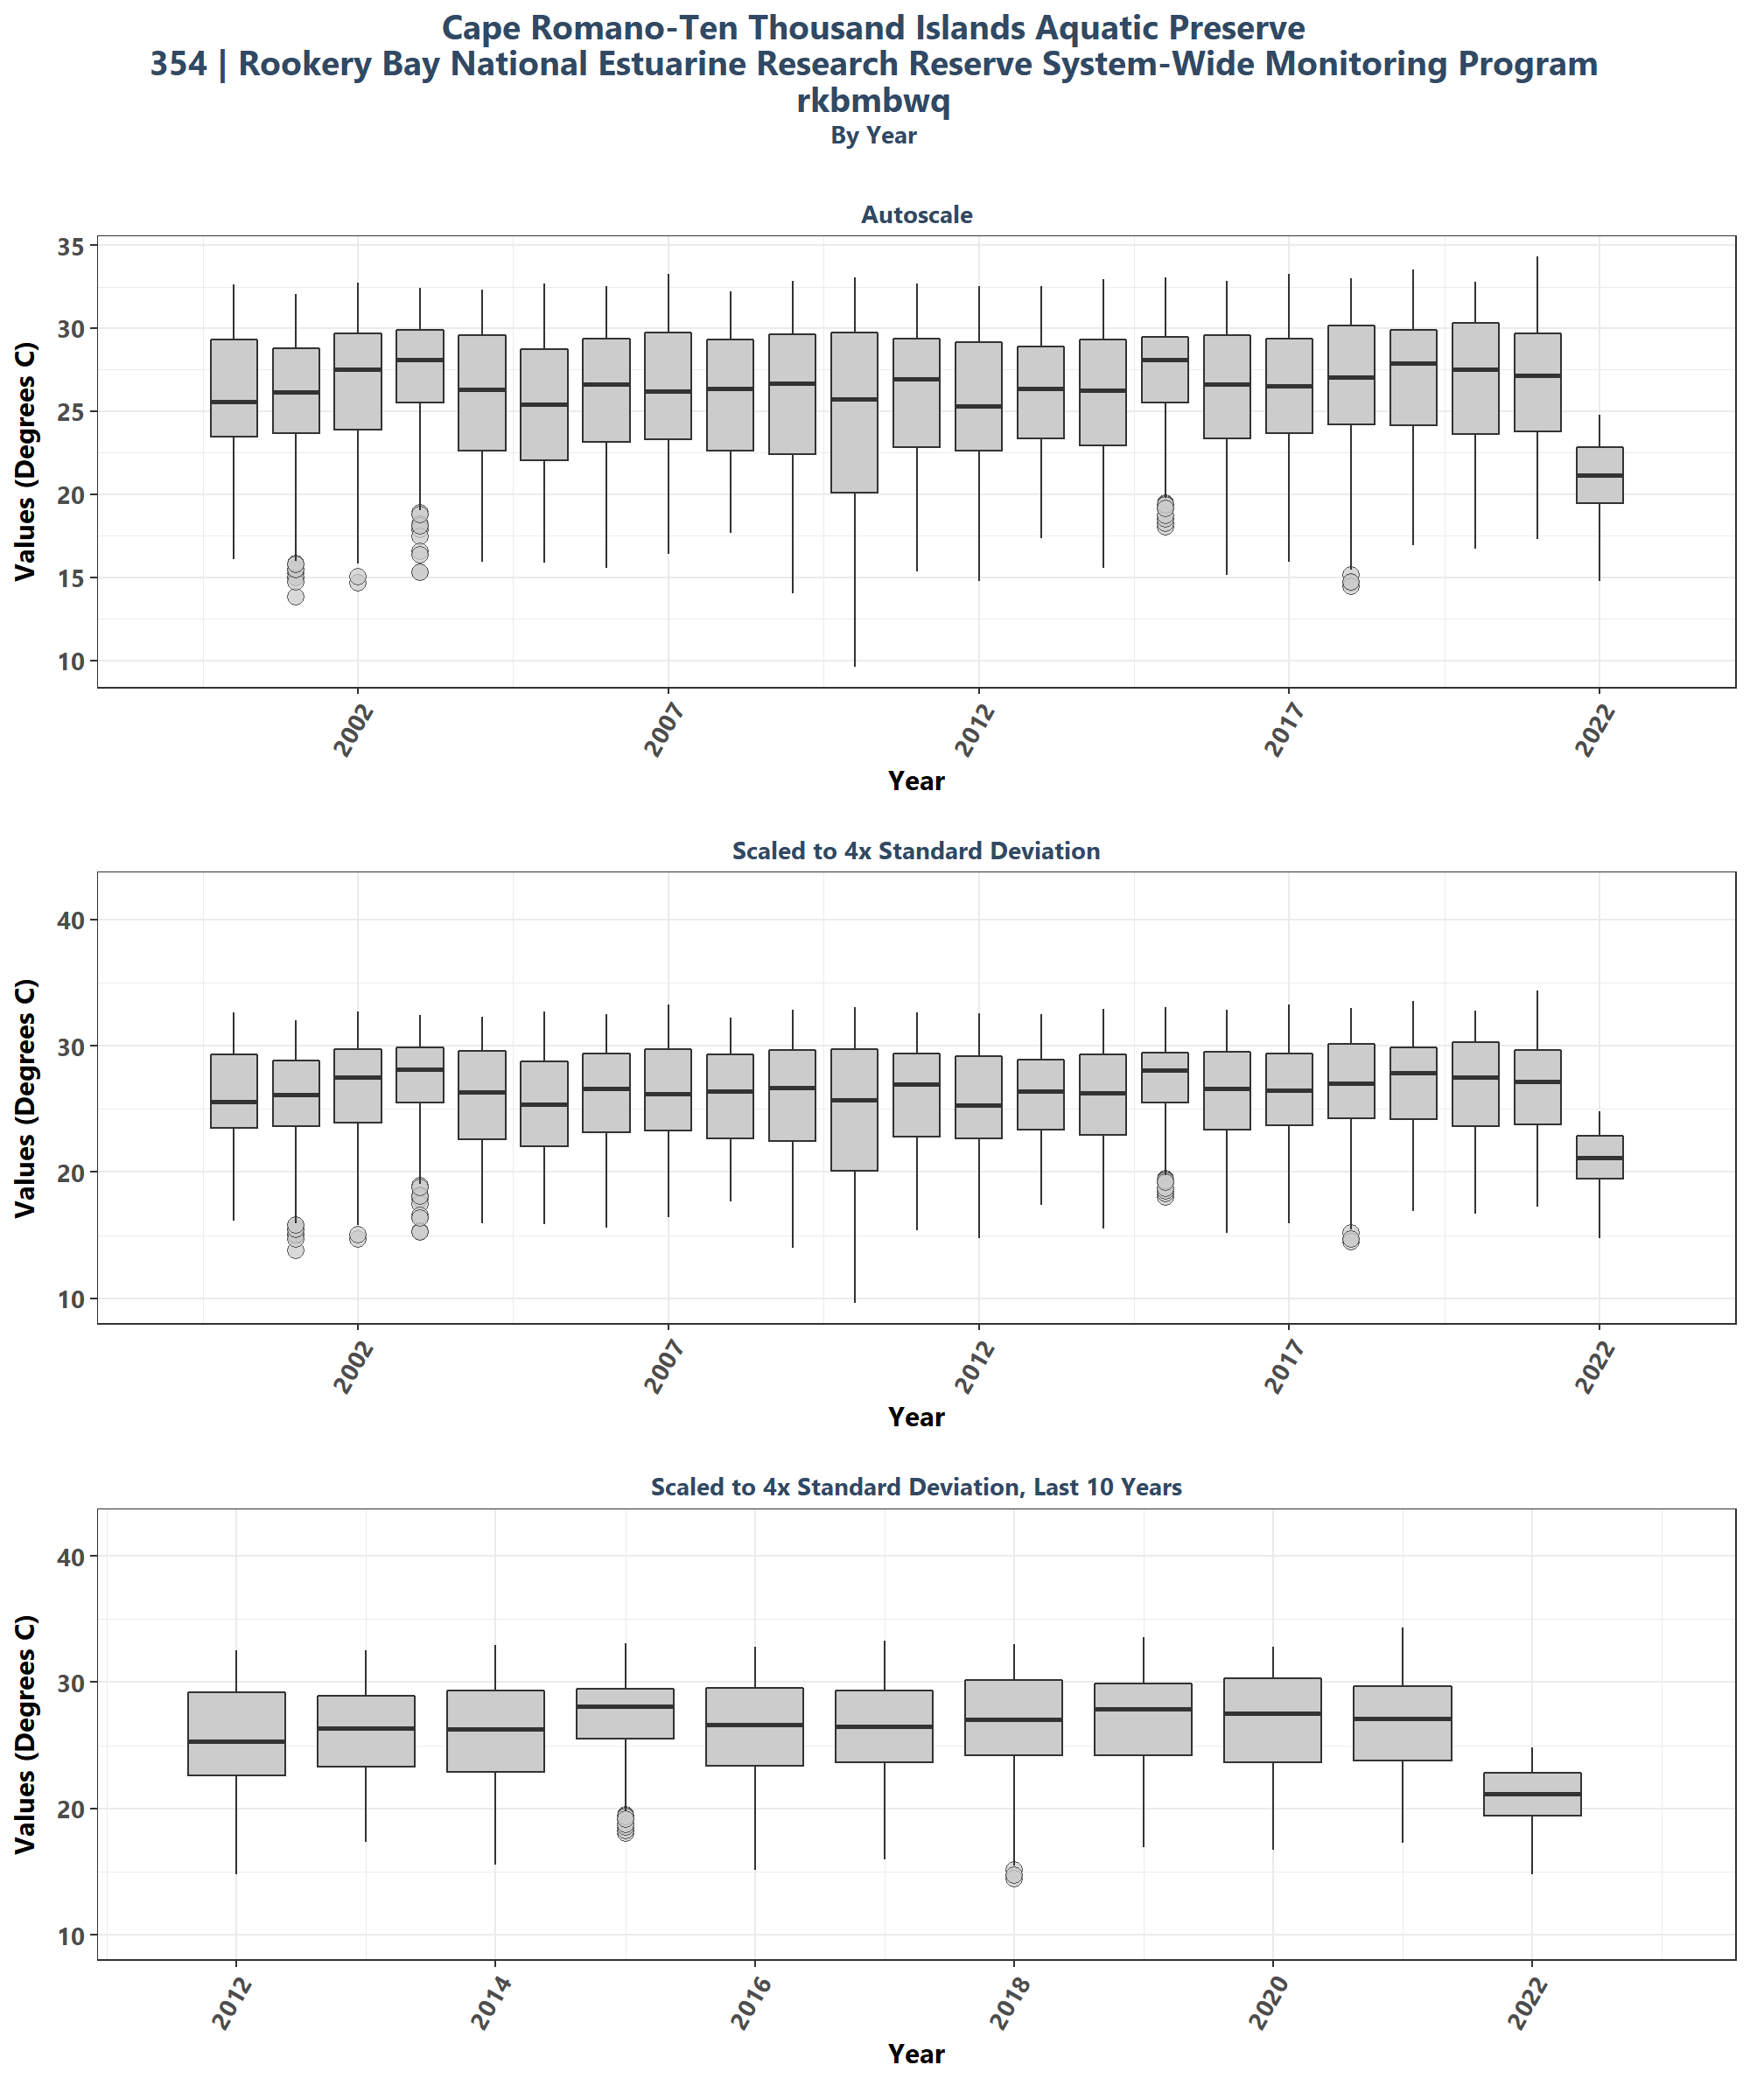 Cape Romano-Ten Thousand Islands Aquatic Preserve
354 | Rookery Bay National Estuarine Research Reserve System-Wide Monitoring Program
rkbmbwq
By Year
Autoscale
Values (Degrees C)
35
30
25
20
15
10
2002
2007
2012
2017
2022
Year
Scaled to 4x Standard Deviation
Values (Degrees C)
40
30
20
10
2002
2007
2012
2017
2022
Year
Scaled to 4x Standard Deviation, Last 10 Years
Values (Degrees C)
40
30
20
10
2012
2014
2016
2018
2020
2022
Year